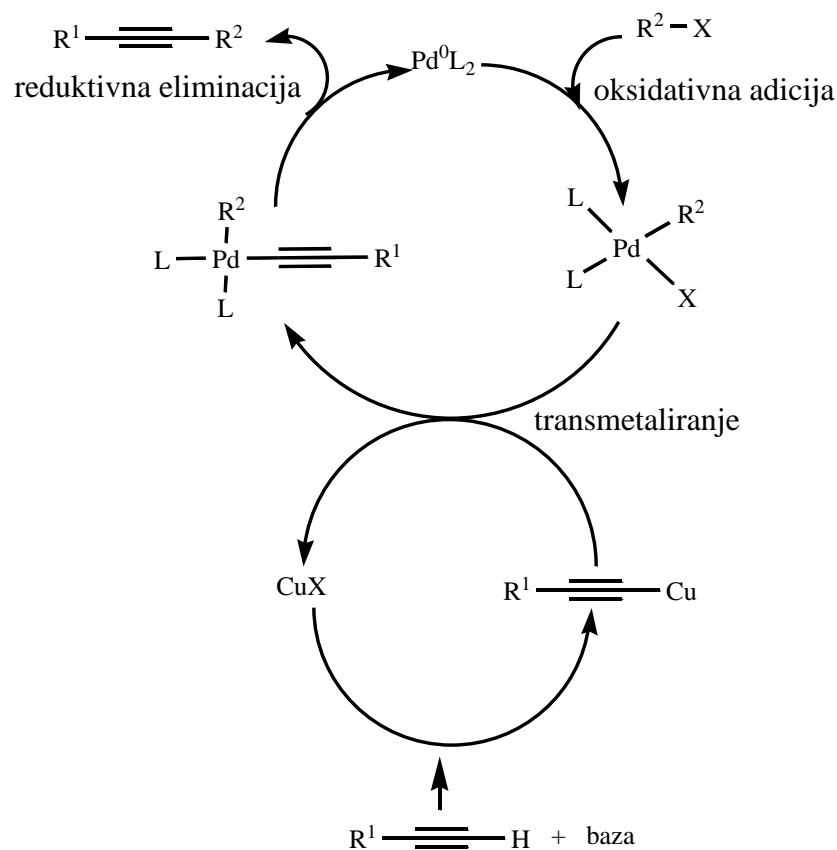 R¹ R²
Pd⁰L₂
R² X
reduktivna eliminacija
oksidativna adicija
R²
L Pd R¹
L
L R²
Pd
L X
transmetaliranje
CuX
R¹ Cu
R¹ H + baza